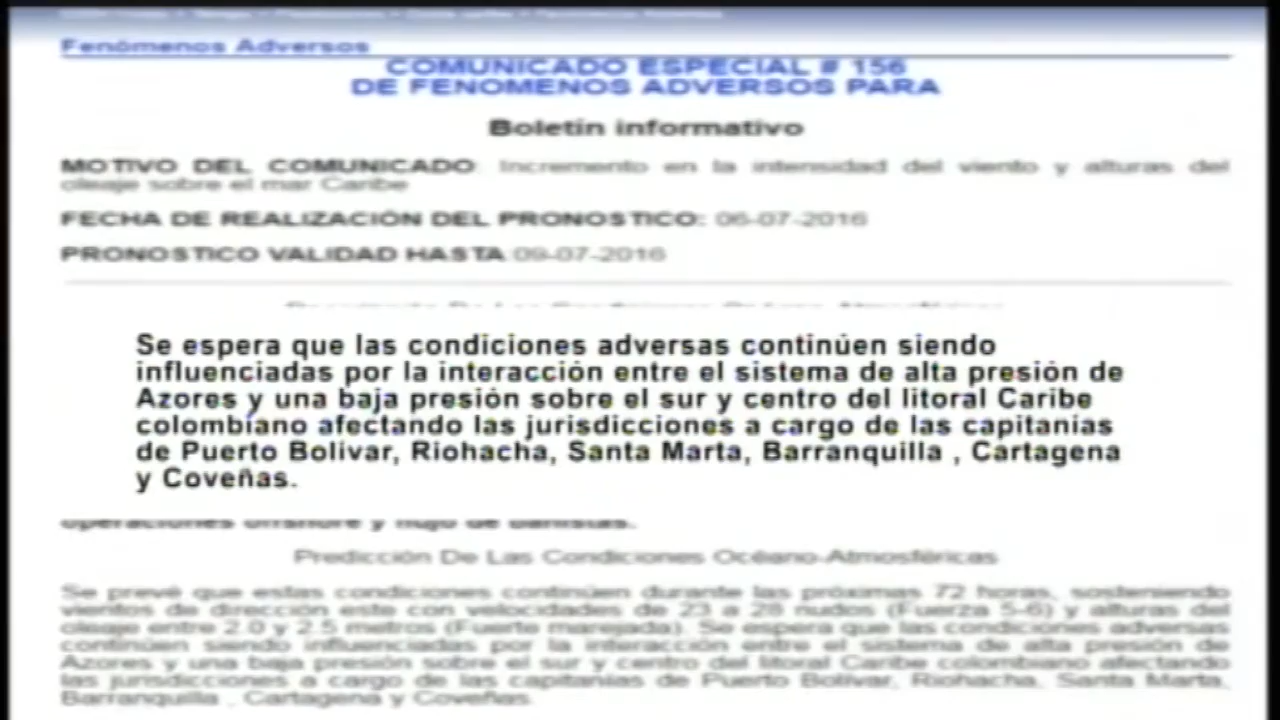 Fenómenos Adversos
COMUNICADO ESPECIAL # 156
DE FENOMENOS ADVERSOS PARA
Boletín informativo
MOTIVO DEL COMUNICADO: Incremento en la intensidad del viento y alturas del
oleaje sobre el mar Caribe
FECHA DE REALIZACIÓN DEL PRONOSTICO: 06-07-2016
PRONOSTICO VALIDAD HASTA 09-07-2016
Se espera que las condiciones adversas continúen siendo
influenciadas por la interacción entre el sistema de alta presión de
Azores y una baja presión sobre el sur y centro del litoral Caribe
colombiano afectando las jurisdicciones a cargo de las capitanías
de Puerto Bolívar, Riohacha, Santa Marta, Barranquilla , Cartagena
y Coveñas.
operaciones offshore y flujo de bañistas.
Predicción De Las Condiciones Océano-Atmosféricas
Se prevé que estas condiciones continúen durante las próximas 72 horas, sosteniendo
vientos de dirección este con velocidades de 23 a 28 nudos (Fuerza 5-6) y alturas del
oleaje entre 2.0 y 2.5 metros (Fuerte marejada). Se espera que las condiciones adversas
continúen siendo influenciadas por la interacción entre el sistema de alta presión de
Azores y una baja presión sobre el sur y centro del litoral Caribe colombiano afectando
las jurisdicciones a cargo de las capitanías de Puerto Bolívar, Riohacha, Santa Marta,
Barranquilla , Cartagena y Coveñas.